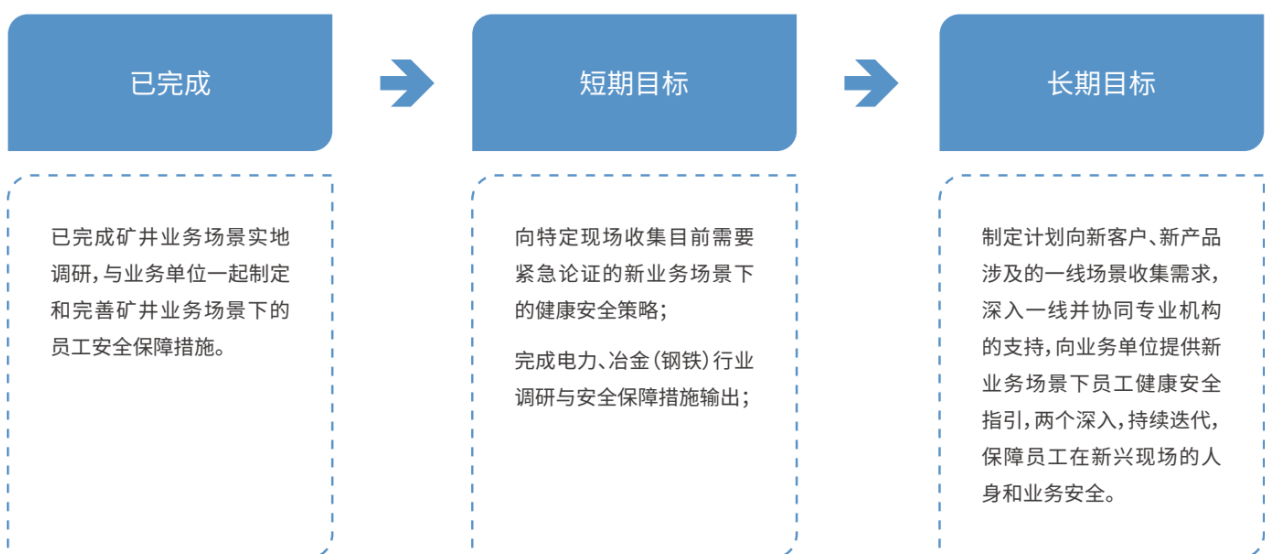 已完成
已完成矿井业务场景实地
调研,与业务单位一起制定
和完善矿井业务场景下的
员工安全保障措施。
短期目标
向特定现场收集目前需要
紧急论证的新业务场景下
的健康安全策略;
完成电力、冶金(钢铁)行业
调研与安全保障措施输出;
长期目标
制定计划向新客户、新产品
涉及的一线场景收集需求,
深入一线并协同专业机构
的支持,向业务单位提供新
业务场景下员工健康安全
指引,两个深入,持续迭代,
保障员工在新兴现场的人
身和业务安全。